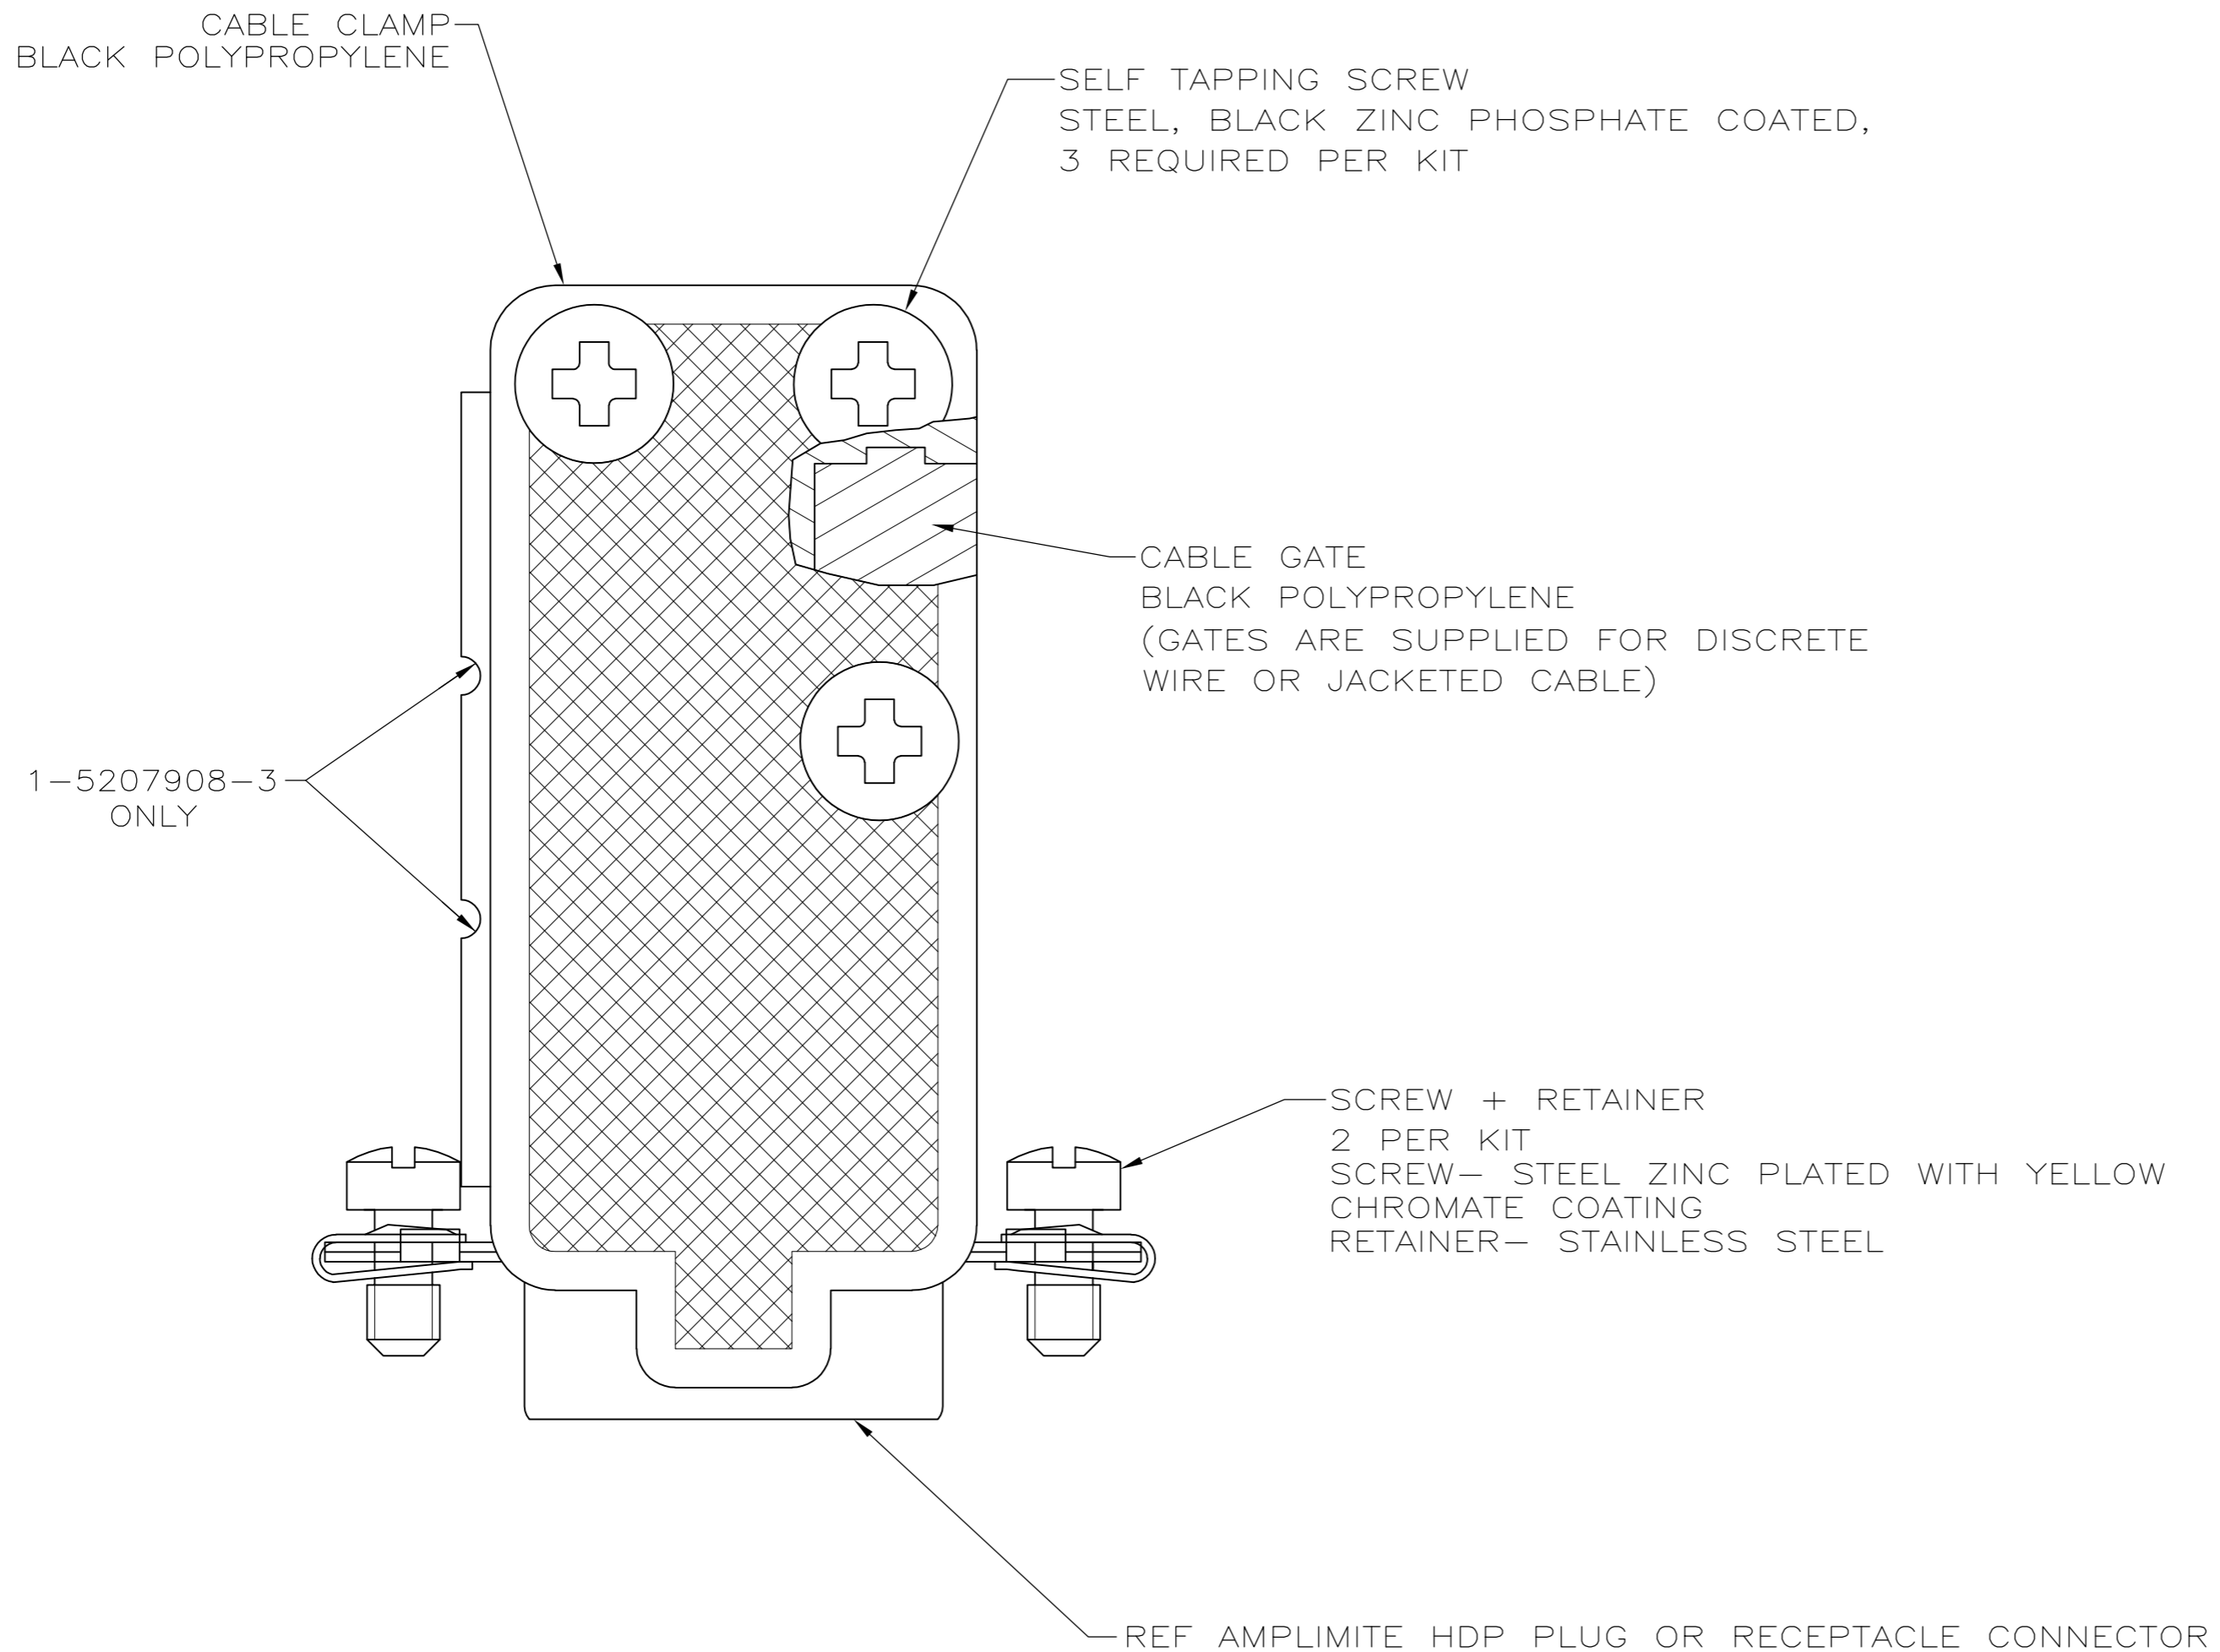 CABLE CLAMP
BLACK POLYPROPYLENE
SELF TAPPING SCREW
STEEL, BLACK ZINC PHOSPHATE COATED,
3 REQUIRED PER KIT
CABLE GATE
BLACK POLYPROPYLENE
(GATES ARE SUPPLIED FOR DISCRETE
WIRE OR JACKETED CABLE)
1-5207908-3
ONLY
SCREW + RETAINER
2 PER KIT
SCREW- STEEL ZINC PLATED WITH YELLOW
CHROMATE COATING
RETAINER- STAINLESS STEEL
REF AMPLIMITE HDP PLUG OR RECEPTACLE CONNECTOR